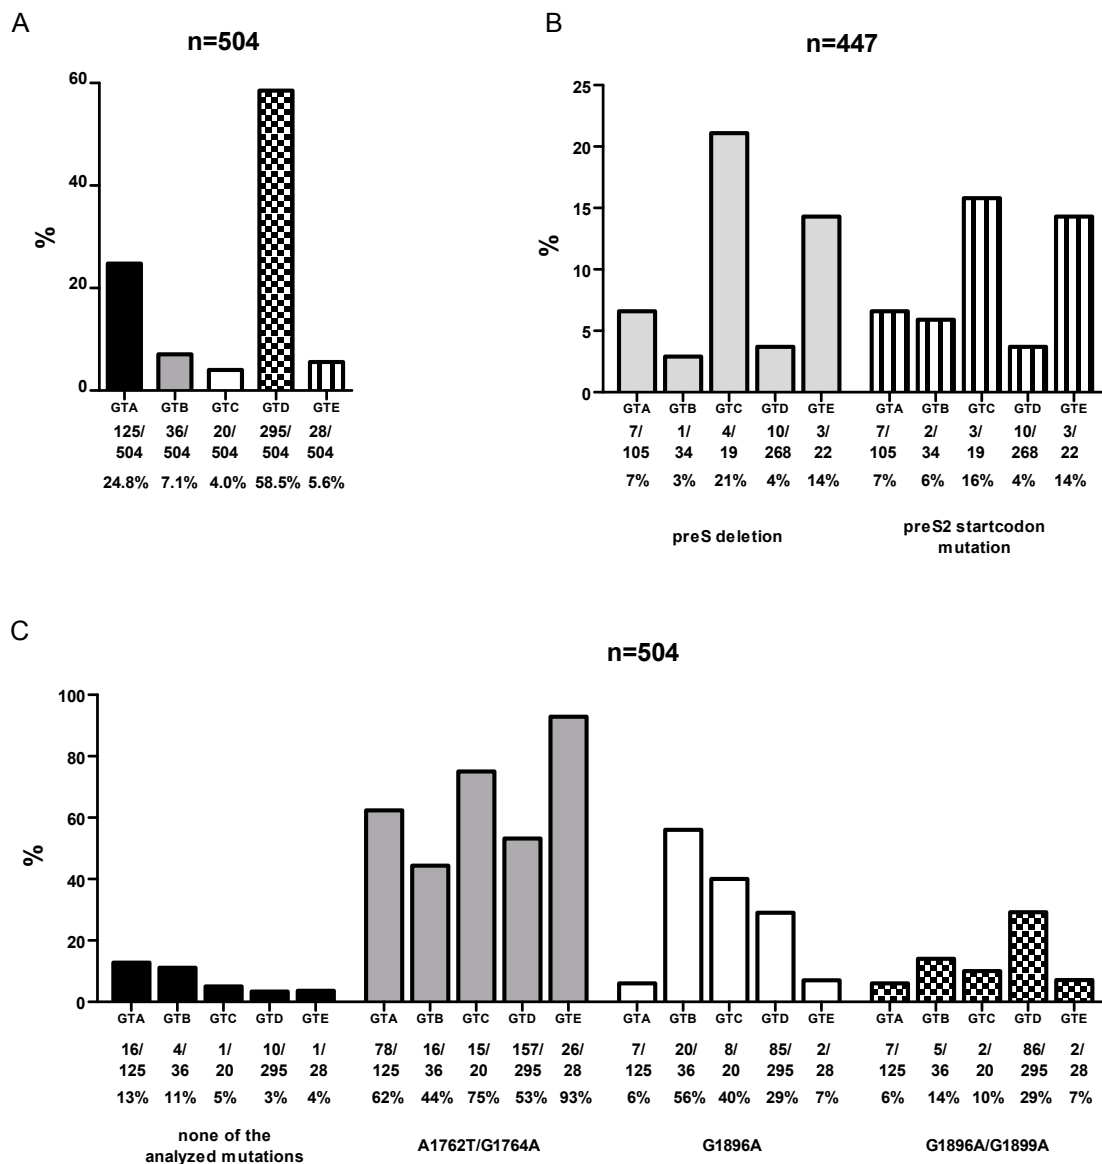 A
n=504
60
40
20
0
%
GTA GTB GTC GTD GTE
125/ 36/ 20/ 295/ 28/
504 504 504 504 504
24.8% 7.1% 4.0% 58.5% 5.6%
B
n=447
25
20
15
10
5
0
%
GTA GTB GTC GTD GTE GTA GTB GTC GTD GTE
7/ 1/ 4/ 10/ 3/ 7/ 2/ 3/ 10/ 3/
105 34 19 268 22 105 34 19 268 22
7% 3% 21% 4% 14% 7% 6% 16% 4% 14%
preS deletion
preS2 startcodon
mutation
C
n=504
100
80
60
40
20
0
%
GTA GTB GTC GTD GTE GTA GTB GTC GTD GTE GTA GTB GTC GTD GTE GTA GTB GTC GTD GTE
16/ 4/ 1/ 10/ 1/ 78/ 16/ 15/ 157/ 26/ 7/ 20/ 8/ 85/ 2/ 7/ 5/ 2/ 86/ 2/
125 36 20 295 28 125 36 20 295 28 125 36 20 295 28 125 36 20 295 28
13% 11% 5% 3% 4% 62% 44% 75% 53% 93% 6% 56% 40% 29% 7% 6% 14% 10% 29% 7%
none of the
analyzed mutations
A1762T/G1764A
G1896A
G1896A/G1899A